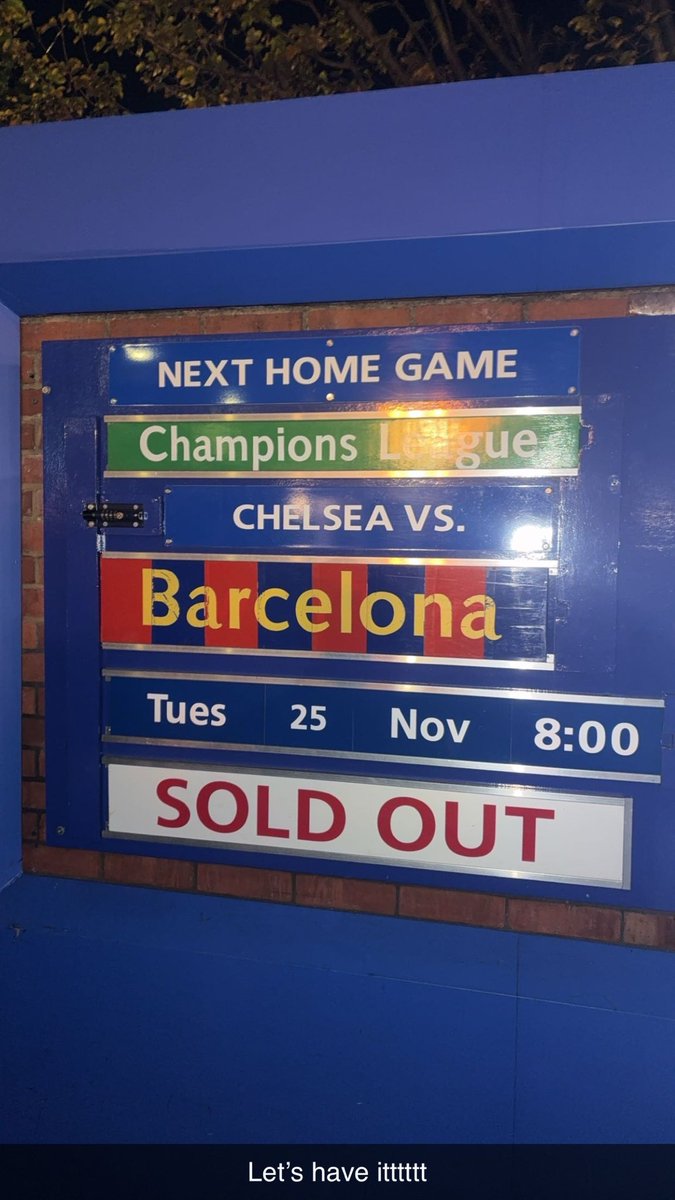 NEXT HOME GAME
Champions League
CHELSEA VS.
Barcelona
Tues 25 Nov 8:00
SOLD OUT
Let's have itttttt